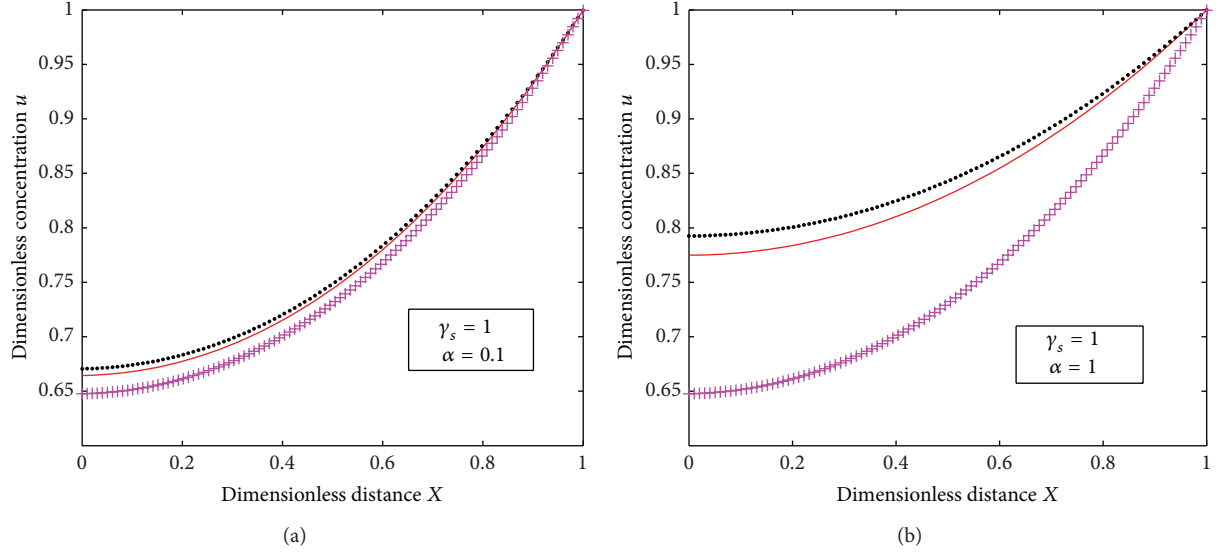 1
0.95
0.9
0.85
0.8
0.75
0.7
0.65
Dimensionless concentration u
γs = 1
α = 0.1
0 0.2 0.4 0.6 0.8 1
Dimensionless distance X
(a)
1
0.95
0.9
0.85
0.8
0.75
0.7
0.65
Dimensionless concentration u
γs = 1
α = 1
0 0.2 0.4 0.6 0.8 1
Dimensionless distance X
(b)